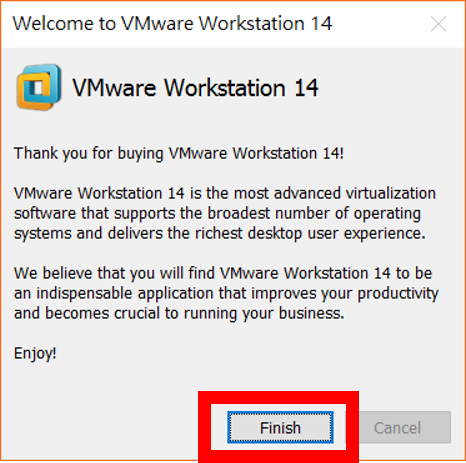 Welcome to VMware Workstation 14
VMware Workstation 14
Thank you for buying VMware Workstation 14!
VMware Workstation 14 is the most advanced virtualization
software that supports the broadest number of operating
systems and delivers the richest desktop user experience.
We believe that you will find VMware Workstation 14 to be
an indispensable application that improves your productivity
and becomes crucial to running your business.
Enjoy!
Finish
Cancel